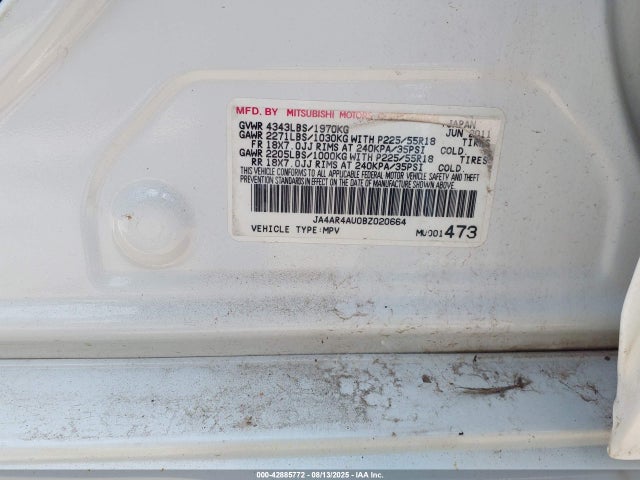 MFD. BY MITSUBISHI MOTORS JAPAN
GVWR 4343LBS/1970KG JUN 2011
GAWR 2271LBS/1030KG WITH P225/55R18 TIRES
FR 18X7.0JJ RIMS AT 240KPA/35PSI COLD
GAWR 2205LBS/1000KG WITH P225/55R18 TIRES
RR 18X7.0JJ RIMS AT 240KPA/35PSI COLD
THIS VEHICLE CONFORMS TO ALL APPLICABLE FEDERAL MOTOR VEHICLE SAFETY AND THEFT
PREVENTION STANDARDS IN EFFECT ON THE DATE OF MANUFACTURE SHOWN ABOVE.
JA4AR4AU0BZ020664
VEHICLE TYPE:MPV MU001473
000-42885772 - 08/13/2025 - IAA Inc.